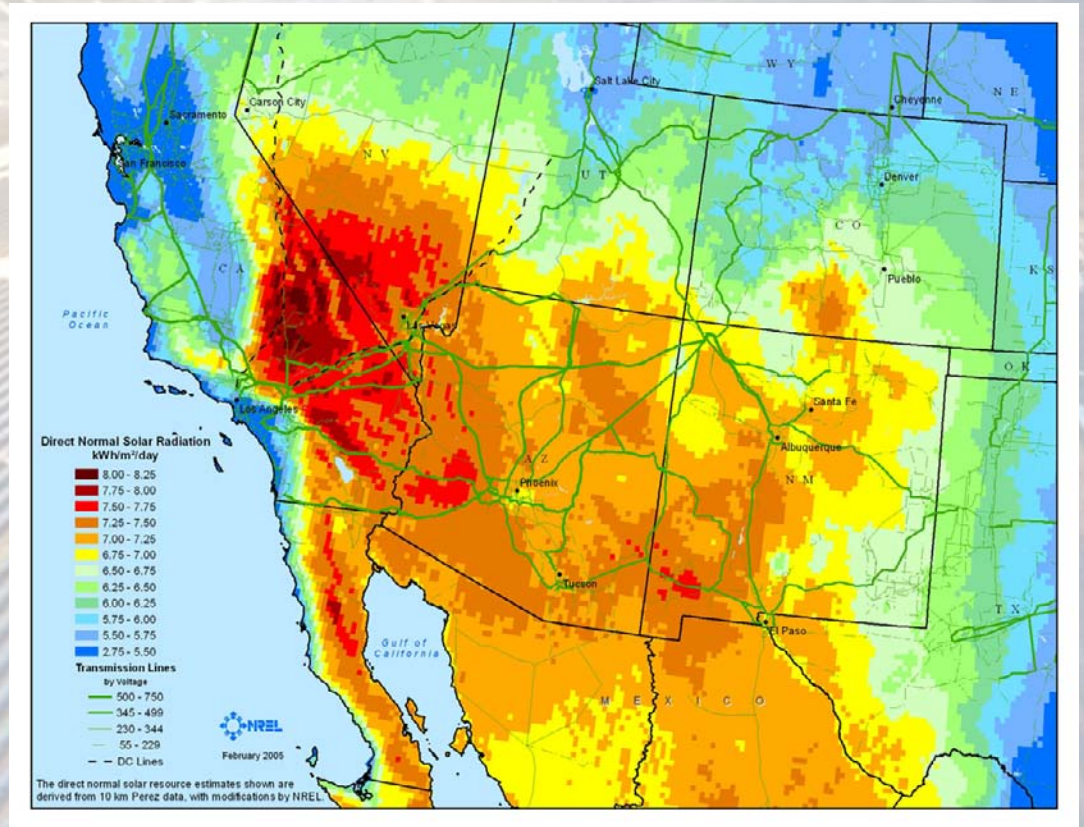 Salt Lake City
W Y
Cheyenne
N E
Carson City
Sacramento
San Francisco
N V
U T
Denver
C O
Pueblo
C A
K S
Pacific
Ocean
Las Vegas
O K
Los Angeles
Santa Fe
Albuquerque
A Z
N M
Phoenix
Tucson
El Paso
T X
Gulf of
California
M E X I C O
Direct Normal Solar Radiation
kWh/m²/day
8.00 - 8.25
7.75 - 8.00
7.50 - 7.75
7.25 - 7.50
7.00 - 7.25
6.75 - 7.00
6.50 - 6.75
6.25 - 6.50
6.00 - 6.25
5.75 - 6.00
5.50 - 5.75
2.75 - 5.50
Transmission Lines
by Voltage
500 - 750
345 - 499
230 - 344
55 - 229
DC Lines
NREL
February 2005
The direct normal solar resource estimates shown are
derived from 10 km Perez data, with modifications by NREL.